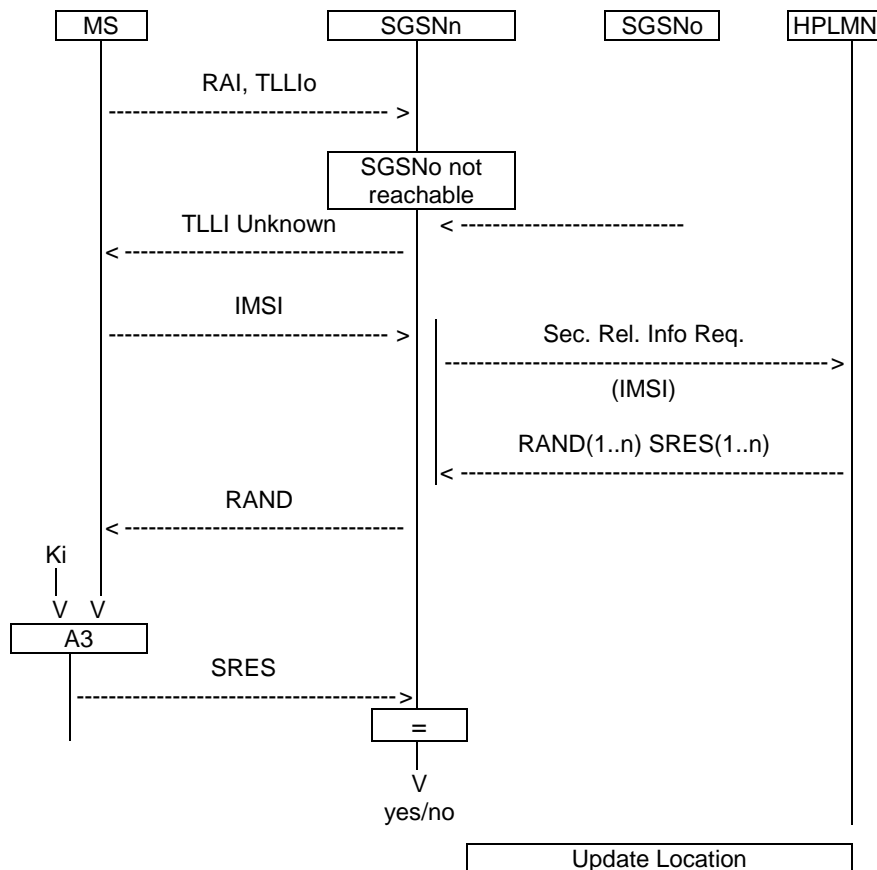 MS SGSNn SGSNo HPLMN
RAI, TLLIo
------------------------------- >
SGSNo not
reachable
TLLI Unknown
< -------------------------
< -------------------------------
IMSI
------------------------------- >
Sec. Rel. Info Req.
------------------------------------------->
(IMSI)
RAND(1..n) SRES(1..n)
< -------------------------------------------
RAND
< -------------------------------
Ki
V V
A3
SRES
------------------------------------>
=
V
yes/no
Update Location